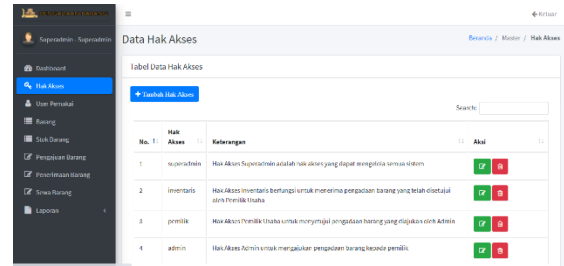 Keluar
Superadmin - Superadmin
Data Hak Akses
Beranda / Master / Hak Akses
Dashboard
Hak Akses
User Pemakai
Barang
Stok Barang
Pengajuan Barang
Penerimaan Barang
Sewa Barang
Laporan
Tabel Data Hak Akses
Tambah Hak Akses
Search:
No. Hak Akses Keterangan Aksi
1 superadmin Hak Akses Superadmin adalah hak akses yang dapat mengelola semua sistem
2 inventaris Hak Akses Inventaris berfungsi untuk menerima pengadaan barang yang telah disetujui
oleh Pemilik Usaha
3 pemilik Hak Akses Pemilik Usaha untuk menyetujui pengadaan barang yang diajukan oleh Admin
4 admin Hak Akses Admin untuk mengajukan pengadaan barang kepada pemilik